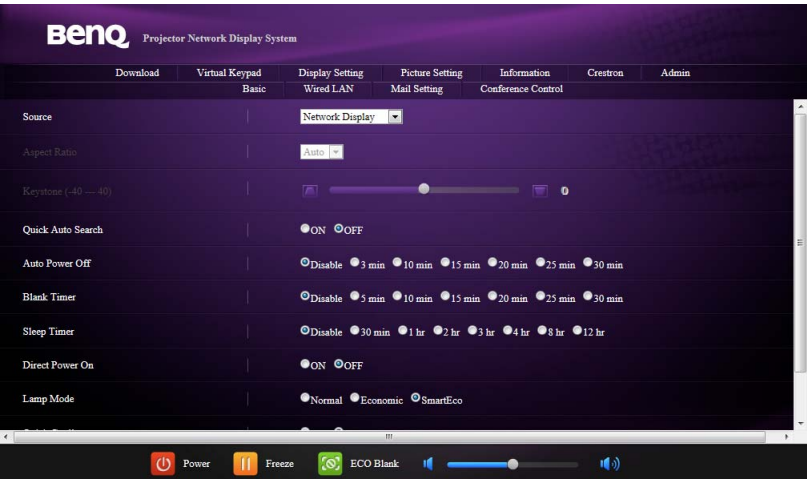 BenQ Projector Network Display System
Download Virtual Keypad Display Setting Picture Setting Information Crestron Admin
Basic Wired LAN Mail Setting Conference Control
Source Network Display
Aspect Ratio Auto
Keystone (-40 — 40) 0
Quick Auto Search ON OFF
Auto Power Off Disable 3 min 10 min 15 min 20 min 25 min 30 min
Blank Timer Disable 5 min 10 min 15 min 20 min 25 min 30 min
Sleep Timer Disable 30 min 1 hr 2 hr 3 hr 4 hr 8 hr 12 hr
Direct Power On ON OFF
Lamp Mode Normal Economic SmartEco
Power Freeze ECO Blank